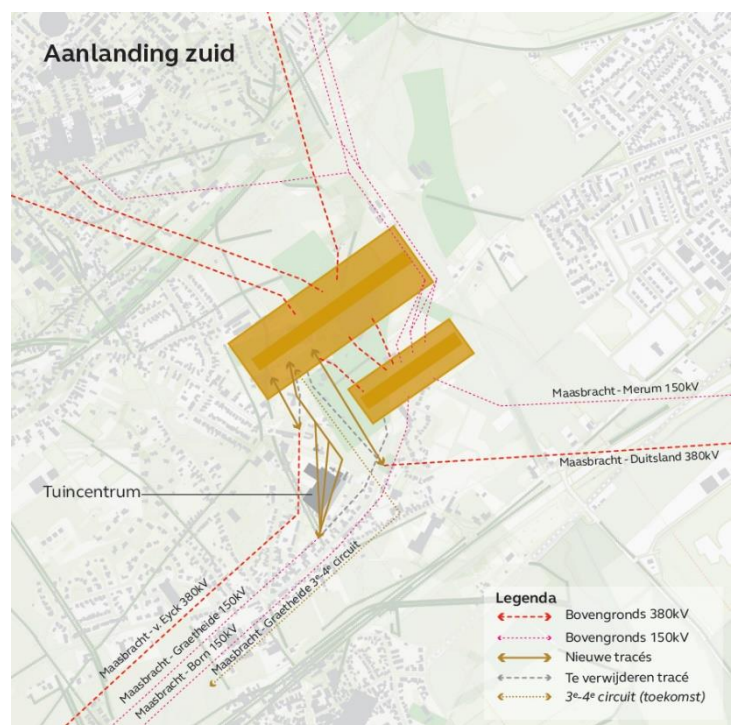 Aanlanding zuid
Maasbracht - Merum 150kV
Maasbracht - Duitsland 380kV
Tuincentrum
Maasbracht - v. Eyck 380kV
Maasbracht - Graetheide 150kV
Maasbracht - Born 150kV
Maasbracht - Graetheide 3e-4e circuit
Legenda
Bovengronds 380kV
Bovengronds 150kV
Nieuwe tracés
Te verwijderen tracé
3e-4e circuit (toekomst)